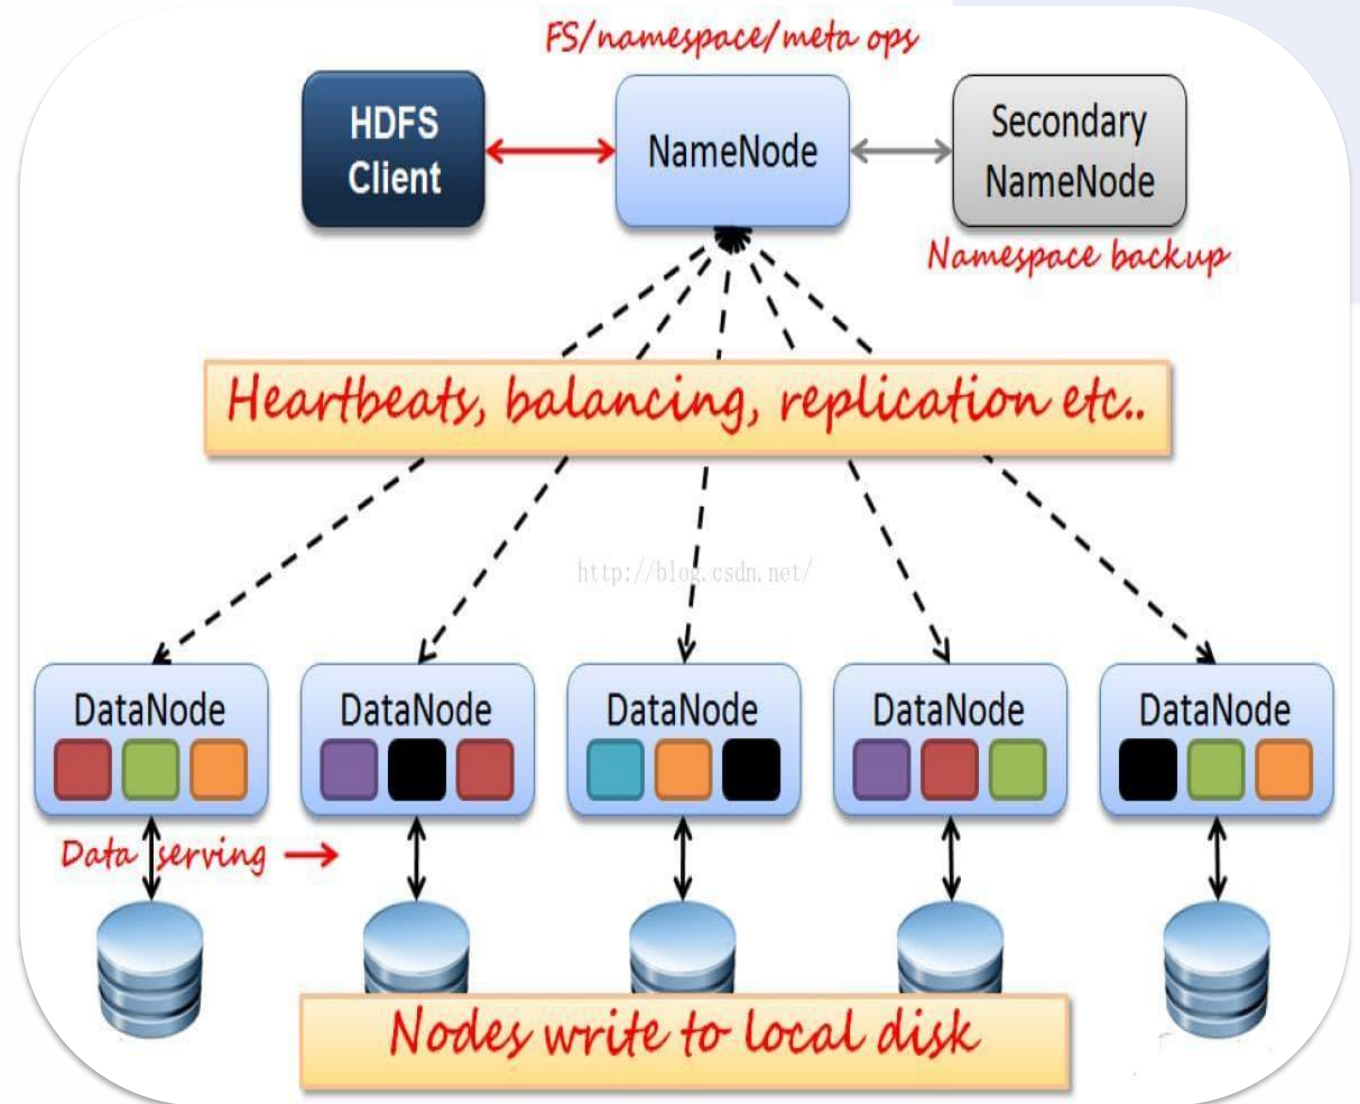 FS/namespace/meta ops
HDFS
Client
NameNode
Secondary
NameNode
Namespace backup
Heartbeats, balancing, replication etc..
http://blog.csdn.net/
DataNode
DataNode
DataNode
DataNode
DataNode
Data serving
Nodes write to local disk